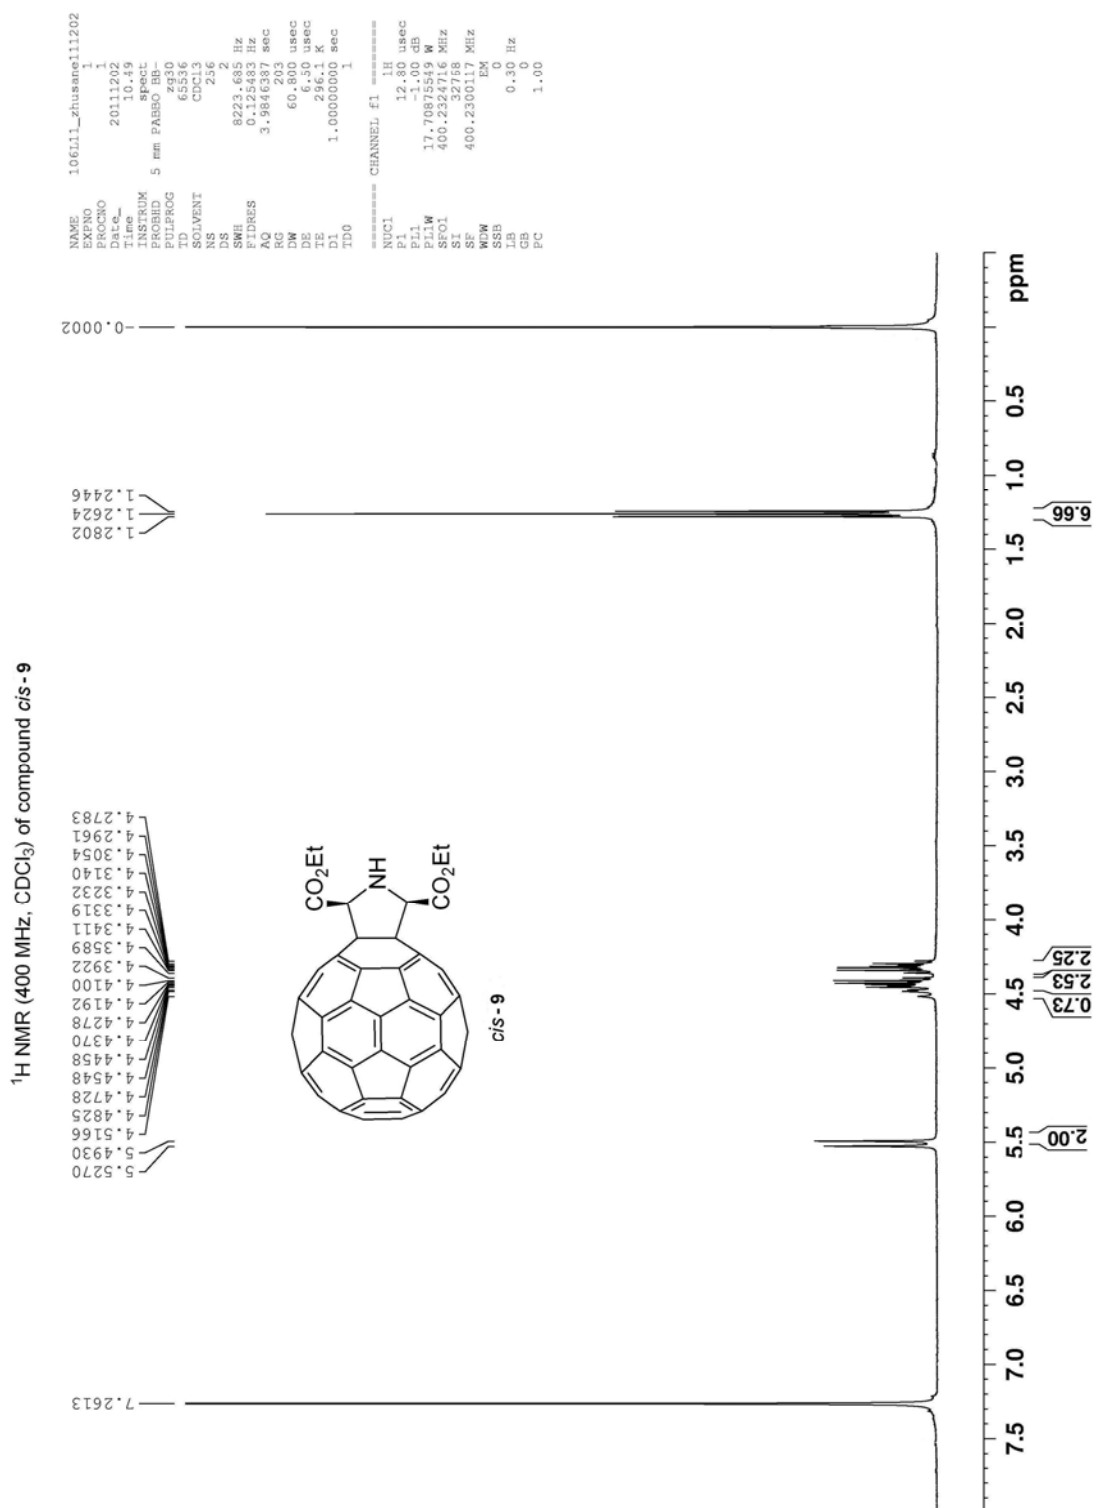 ¹H NMR (400 MHz, CDCl₃) of compound cis-9
NAME 106L11_zhusane1111202
EXPNO 1
PROCNO 1
Date_ 20111202
Time 10.49
INSTRUM spect
PROBHD 5 mm PABBO BB-
PULPROG zg30
TD 65536
SOLVENT CDCl3
NS 256
DS 2
SWH 8223.685 Hz
FIDRES 0.125483 Hz
AQ 3.9846387 sec
RG 203
DW 60.800 usec
DE 6.50 usec
TE 296.1 K
D1 1.00000000 sec
TD0 1
======== CHANNEL f1 ========
NUC1 1H
P1 12.80 usec
PL1 -1.00 dB
PL1W 17.70875549 W
SFO1 400.2324716 MHz
SI 32768
SF 400.2300117 MHz
WDW EM
SSB 0
LB 0.30 Hz
GB 0
PC 1.00
7.2613
5.5270
5.4930
4.5166
4.4825
4.4728
4.4548
4.4458
4.4370
4.4278
4.4192
4.4100
4.3922
4.3589
4.3411
4.3319
4.3232
4.3140
4.3054
4.2961
4.2783
1.2802
1.2624
1.2446
-0.0002
CO₂Et
NH
CO₂Et
cis-9
7.5 7.0 6.5 6.0 5.5 5.0 4.5 4.0 3.5 3.0 2.5 2.0 1.5 1.0 0.5 ppm
2.00
0.73
2.53
2.25
6.66